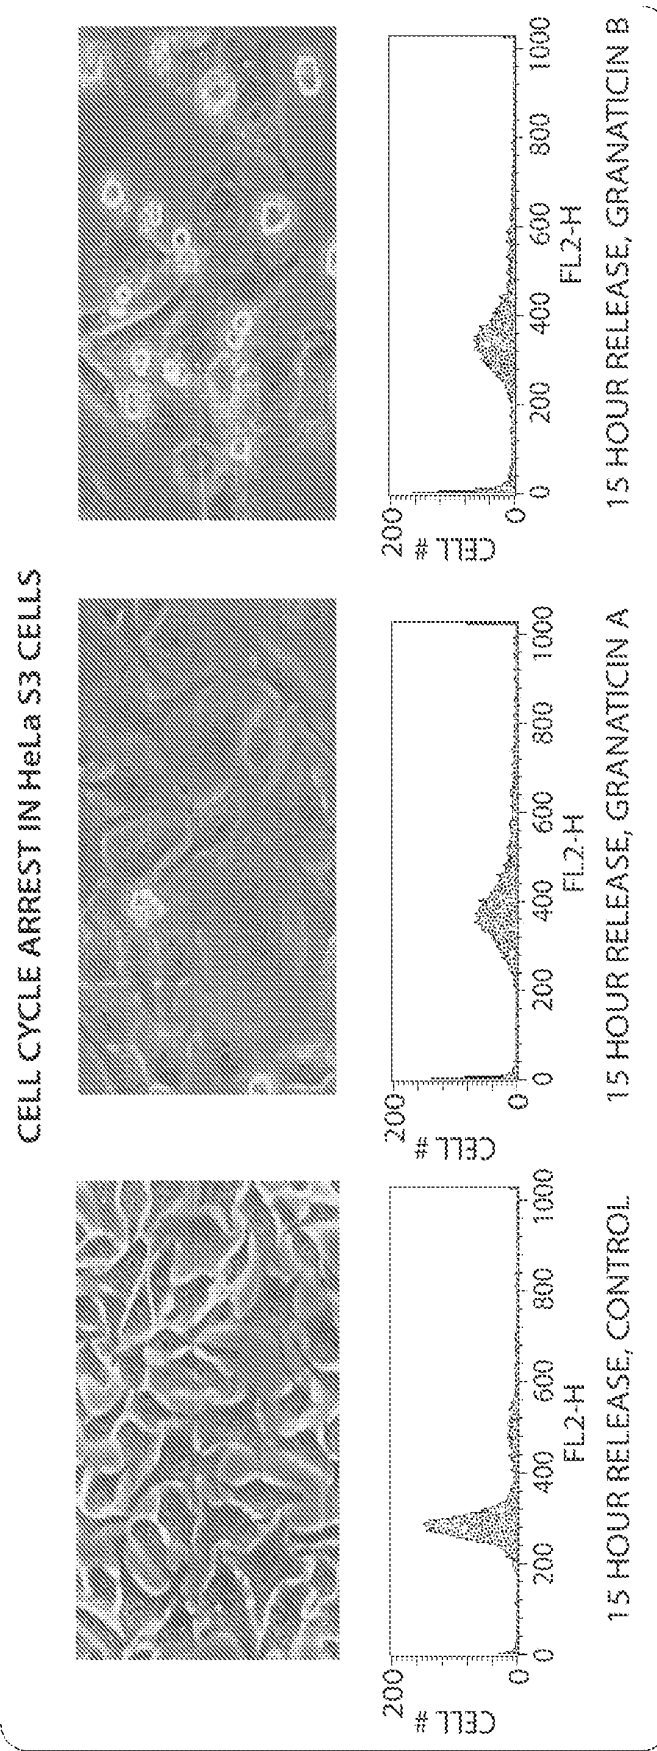 CELL CYCLE ARREST IN HeLa S3 CELLS
200
CELL #
0
0
200
400
600
800
1000
FL2-H
15 HOUR RELEASE, CONTROL
200
CELL #
0
0
200
400
600
800
1000
FL2-H
15 HOUR RELEASE, GRANATICIN A
200
CELL #
0
0
200
400
600
800
1000
FL2-H
15 HOUR RELEASE, GRANATICIN B